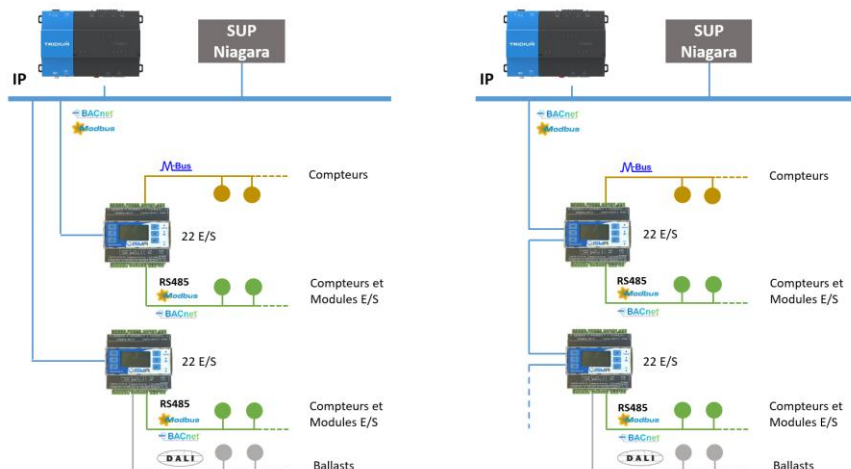 TRIDIUM
SUP
Niagara
IP
BACnet
Modbus
M-Bus
Compteurs
22 E/S
RS485
Modbus
BACnet
Compteurs et
Modules E/S
22 E/S
RS485
Modbus
BACnet
Compteurs et
Modules E/S
DALI
Ballasts
TRIDIUM
SUP
Niagara
IP
BACnet
Modbus
M-Bus
Compteurs
22 E/S
RS485
Modbus
BACnet
Compteurs et
Modules E/S
22 E/S
RS485
Modbus
BACnet
Compteurs et
Modules E/S
DALI
Ballasts